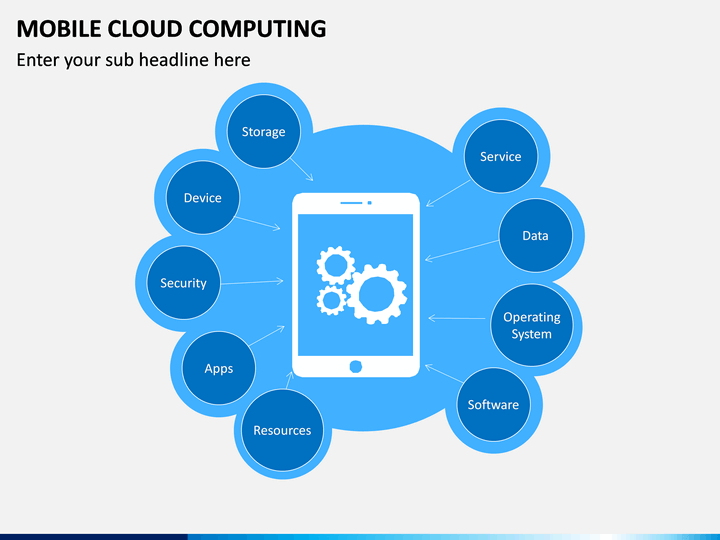 MOBILE CLOUD COMPUTING
Enter your sub headline here
Storage
Device
Security
Apps
Resources
Service
Data
Operating
System
Software